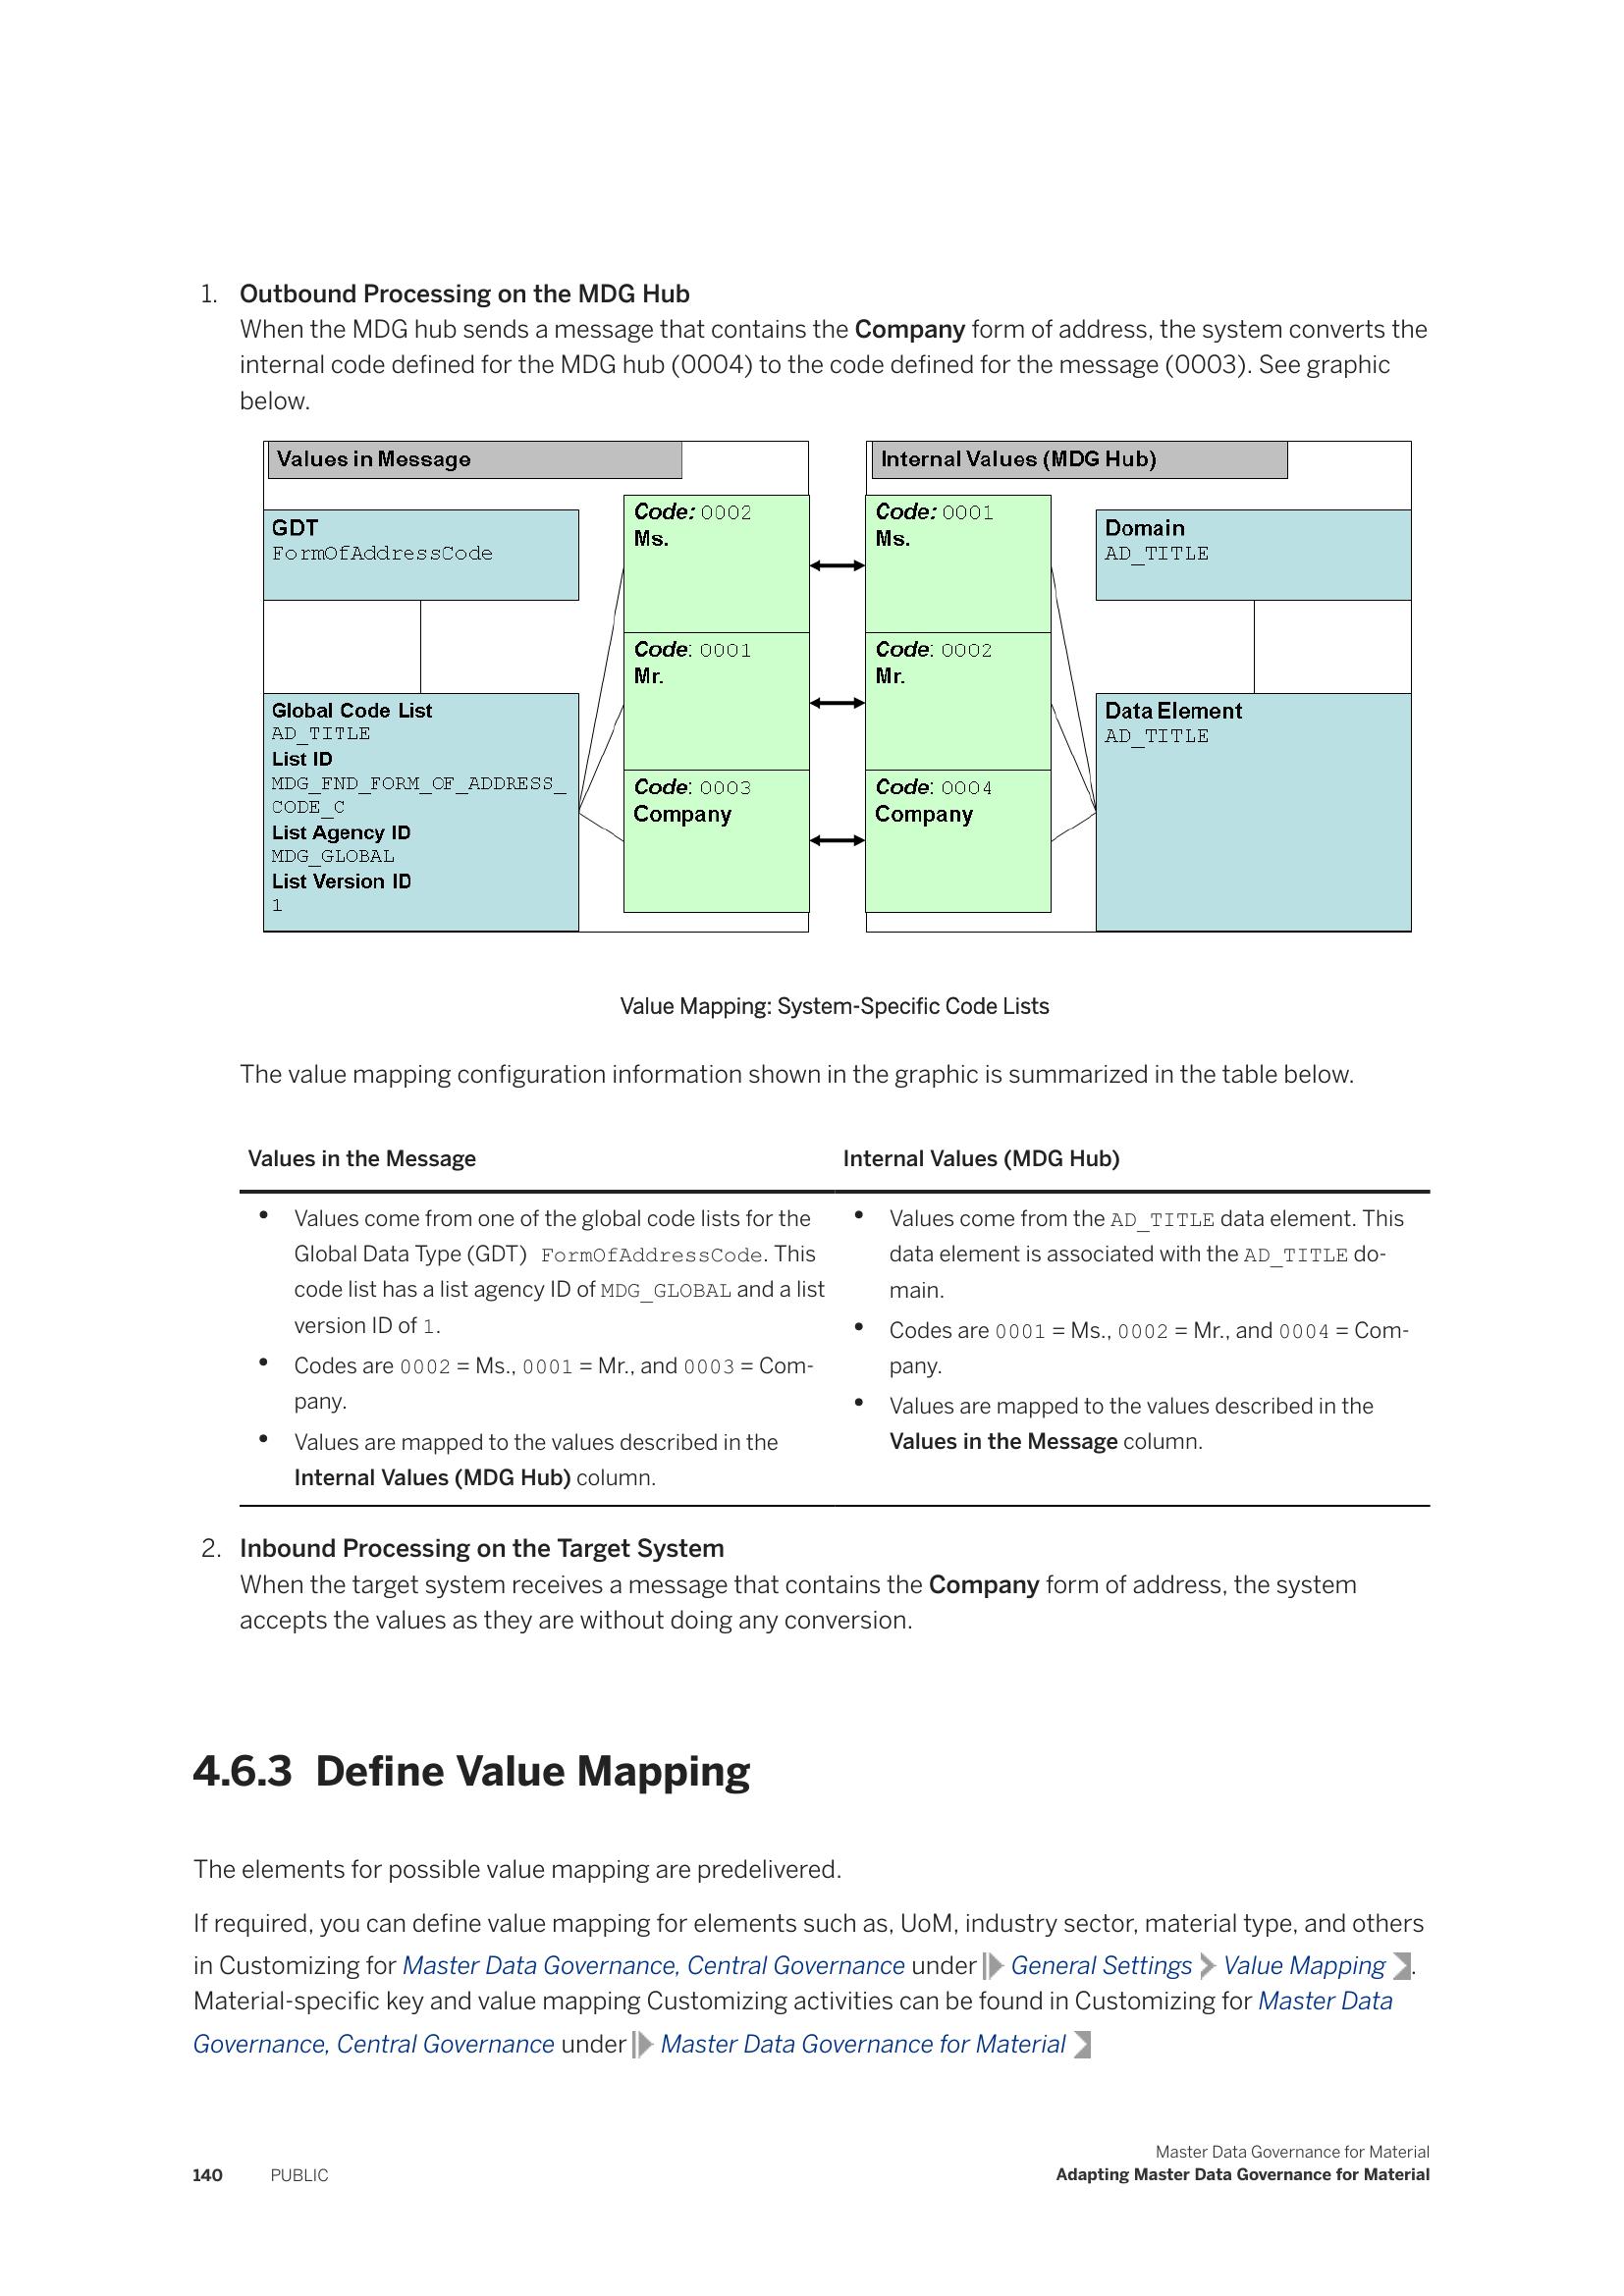 1. Outbound Processing on the MDG Hub
When the MDG hub sends a message that contains the Company form of address, the system converts the
internal code defined for the MDG hub (0004) to the code defined for the message (0003). See graphic
below.
Values in Message
GDT
FormOfAddressCode
Global Code List
AD_TITLE
List ID
MDG_FND_FORM_OF_ADDRESS_
CODE_C
List Agency ID
MDG_GLOBAL
List Version ID
1
Code: 0002
Ms.
Code: 0001
Mr.
Code: 0003
Company
Internal Values (MDG Hub)
Code: 0001
Ms.
Code: 0002
Mr.
Code: 0004
Company
Domain
AD_TITLE
Data Element
AD_TITLE
Value Mapping: System-Specific Code Lists
The value mapping configuration information shown in the graphic is summarized in the table below.
Values in the Message
• Values come from one of the global code lists for the
Global Data Type (GDT) FormOfAddressCode. This
code list has a list agency ID of MDG_GLOBAL and a list
version ID of 1.
• Codes are 0002 = Ms., 0001 = Mr., and 0003 = Com-
pany.
• Values are mapped to the values described in the
Internal Values (MDG Hub) column.
Internal Values (MDG Hub)
• Values come from the AD_TITLE data element. This
data element is associated with the AD_TITLE do-
main.
• Codes are 0001 = Ms., 0002 = Mr., and 0004 = Com-
pany.
• Values are mapped to the values described in the
Values in the Message column.
2. Inbound Processing on the Target System
When the target system receives a message that contains the Company form of address, the system
accepts the values as they are without doing any conversion.
4.6.3 Define Value Mapping
The elements for possible value mapping are predelivered.
If required, you can define value mapping for elements such as, UoM, industry sector, material type, and others
in Customizing for Master Data Governance, Central Governance under General Settings Value Mapping .
Material-specific key and value mapping Customizing activities can be found in Customizing for Master Data
Governance, Central Governance under Master Data Governance for Material
140 PUBLIC
Master Data Governance for Material
Adapting Master Data Governance for Material